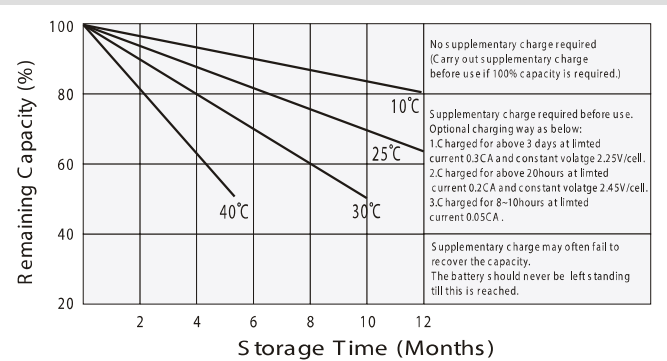 100
80
60
40
20
Remaining Capacity (%)
2
4
6
8
10
12
Storage Time (Months)
10°C
25°C
30°C
40°C
No supplementary charge required
(Carry out supplementary charge
before use if 100% capacity is required.)
Supplementary charge required before use.
Optional charging way as below:
1.Charged for above 3 days at limted
current 0.3CA and constant volatge 2.25V/cell.
2.Charged for above 20hours at limted
current 0.2CA and constant volatge 2.45V/cell.
3.Charged for 8~10hours at limted
current 0.05CA.
Supplementary charge may often fail to
recover the capacity.
The battery should never be left standing
till this is reached.